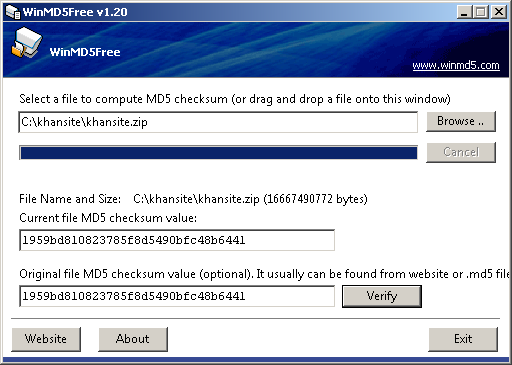 WinMD5Free v1.20
WinMD5Free
www.winmd5.com
Select a file to compute MD5 checksum (or drag and drop a file onto this window)
C:\khansite\khansite.zip
Browse ..
Cancel
File Name and Size: C:\khansite\khansite.zip (16667490772 bytes)
Current file MD5 checksum value:
1959bd810823785f8d5490bfc48b6441
Original file MD5 checksum value (optional). It usually can be found from website or .md5 file
1959bd810823785f8d5490bfc48b6441
Verify
Website
About
Exit